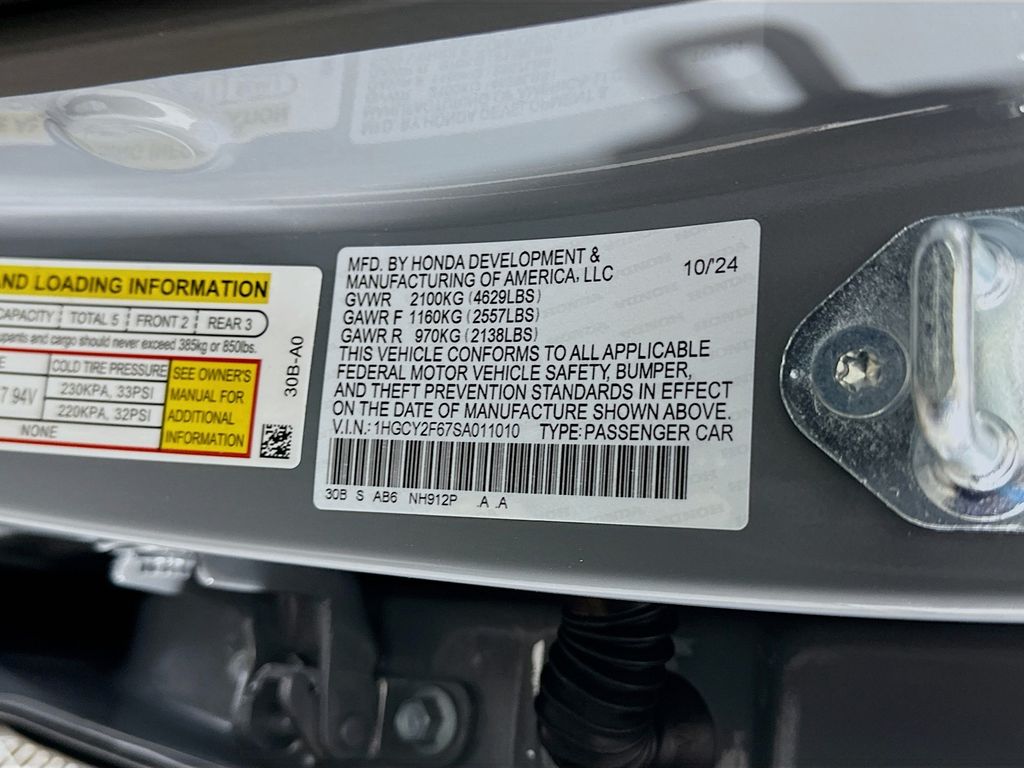 AND LOADING INFORMATION
CAPACITY TOTAL 5 FRONT 2 REAR 3
and cargo should never exceed 385kg or 850lbs.
COLD TIRE PRESSURE
230KPA, 33PSI
220KPA, 32PSI
94V
NONE
SEE OWNER'S
MANUAL FOR
ADDITIONAL
INFORMATION
30B-A0
MFD. BY HONDA DEVELOPMENT &
MANUFACTURING OF AMERICA, LLC 10/24
GVWR 2100KG (4629LBS)
GAWR F 1160KG (2557LBS)
GAWR R 970KG (2138LBS)
THIS VEHICLE CONFORMS TO ALL APPLICABLE
FEDERAL MOTOR VEHICLE SAFETY, BUMPER,
AND THEFT PREVENTION STANDARDS IN EFFECT
ON THE DATE OF MANUFACTURE SHOWN ABOVE.
V.I.N.: 1HGCY2F67SA011010 TYPE: PASSENGER CAR
30B S AB6 NH912P .A .A